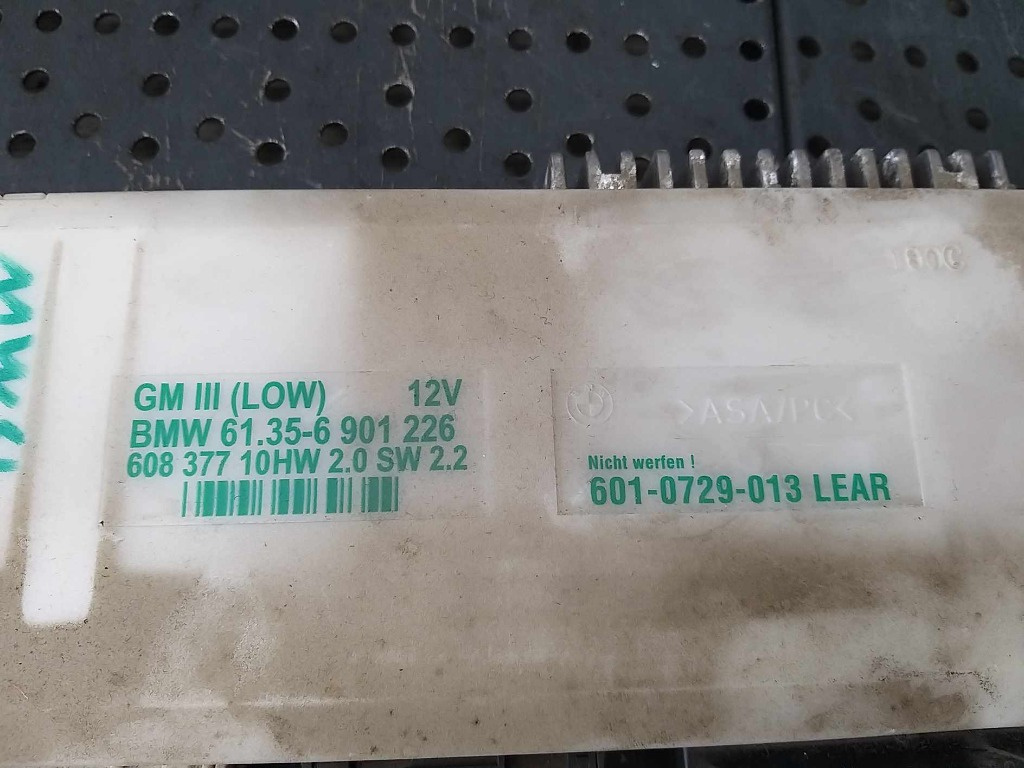 GM III (LOW) 12V
BMW 61.35-6 901 226
608 377 10HW 2.0 SW 2.2
>ASA/PC<
Nicht werfen !
601-0729-013 LEAR